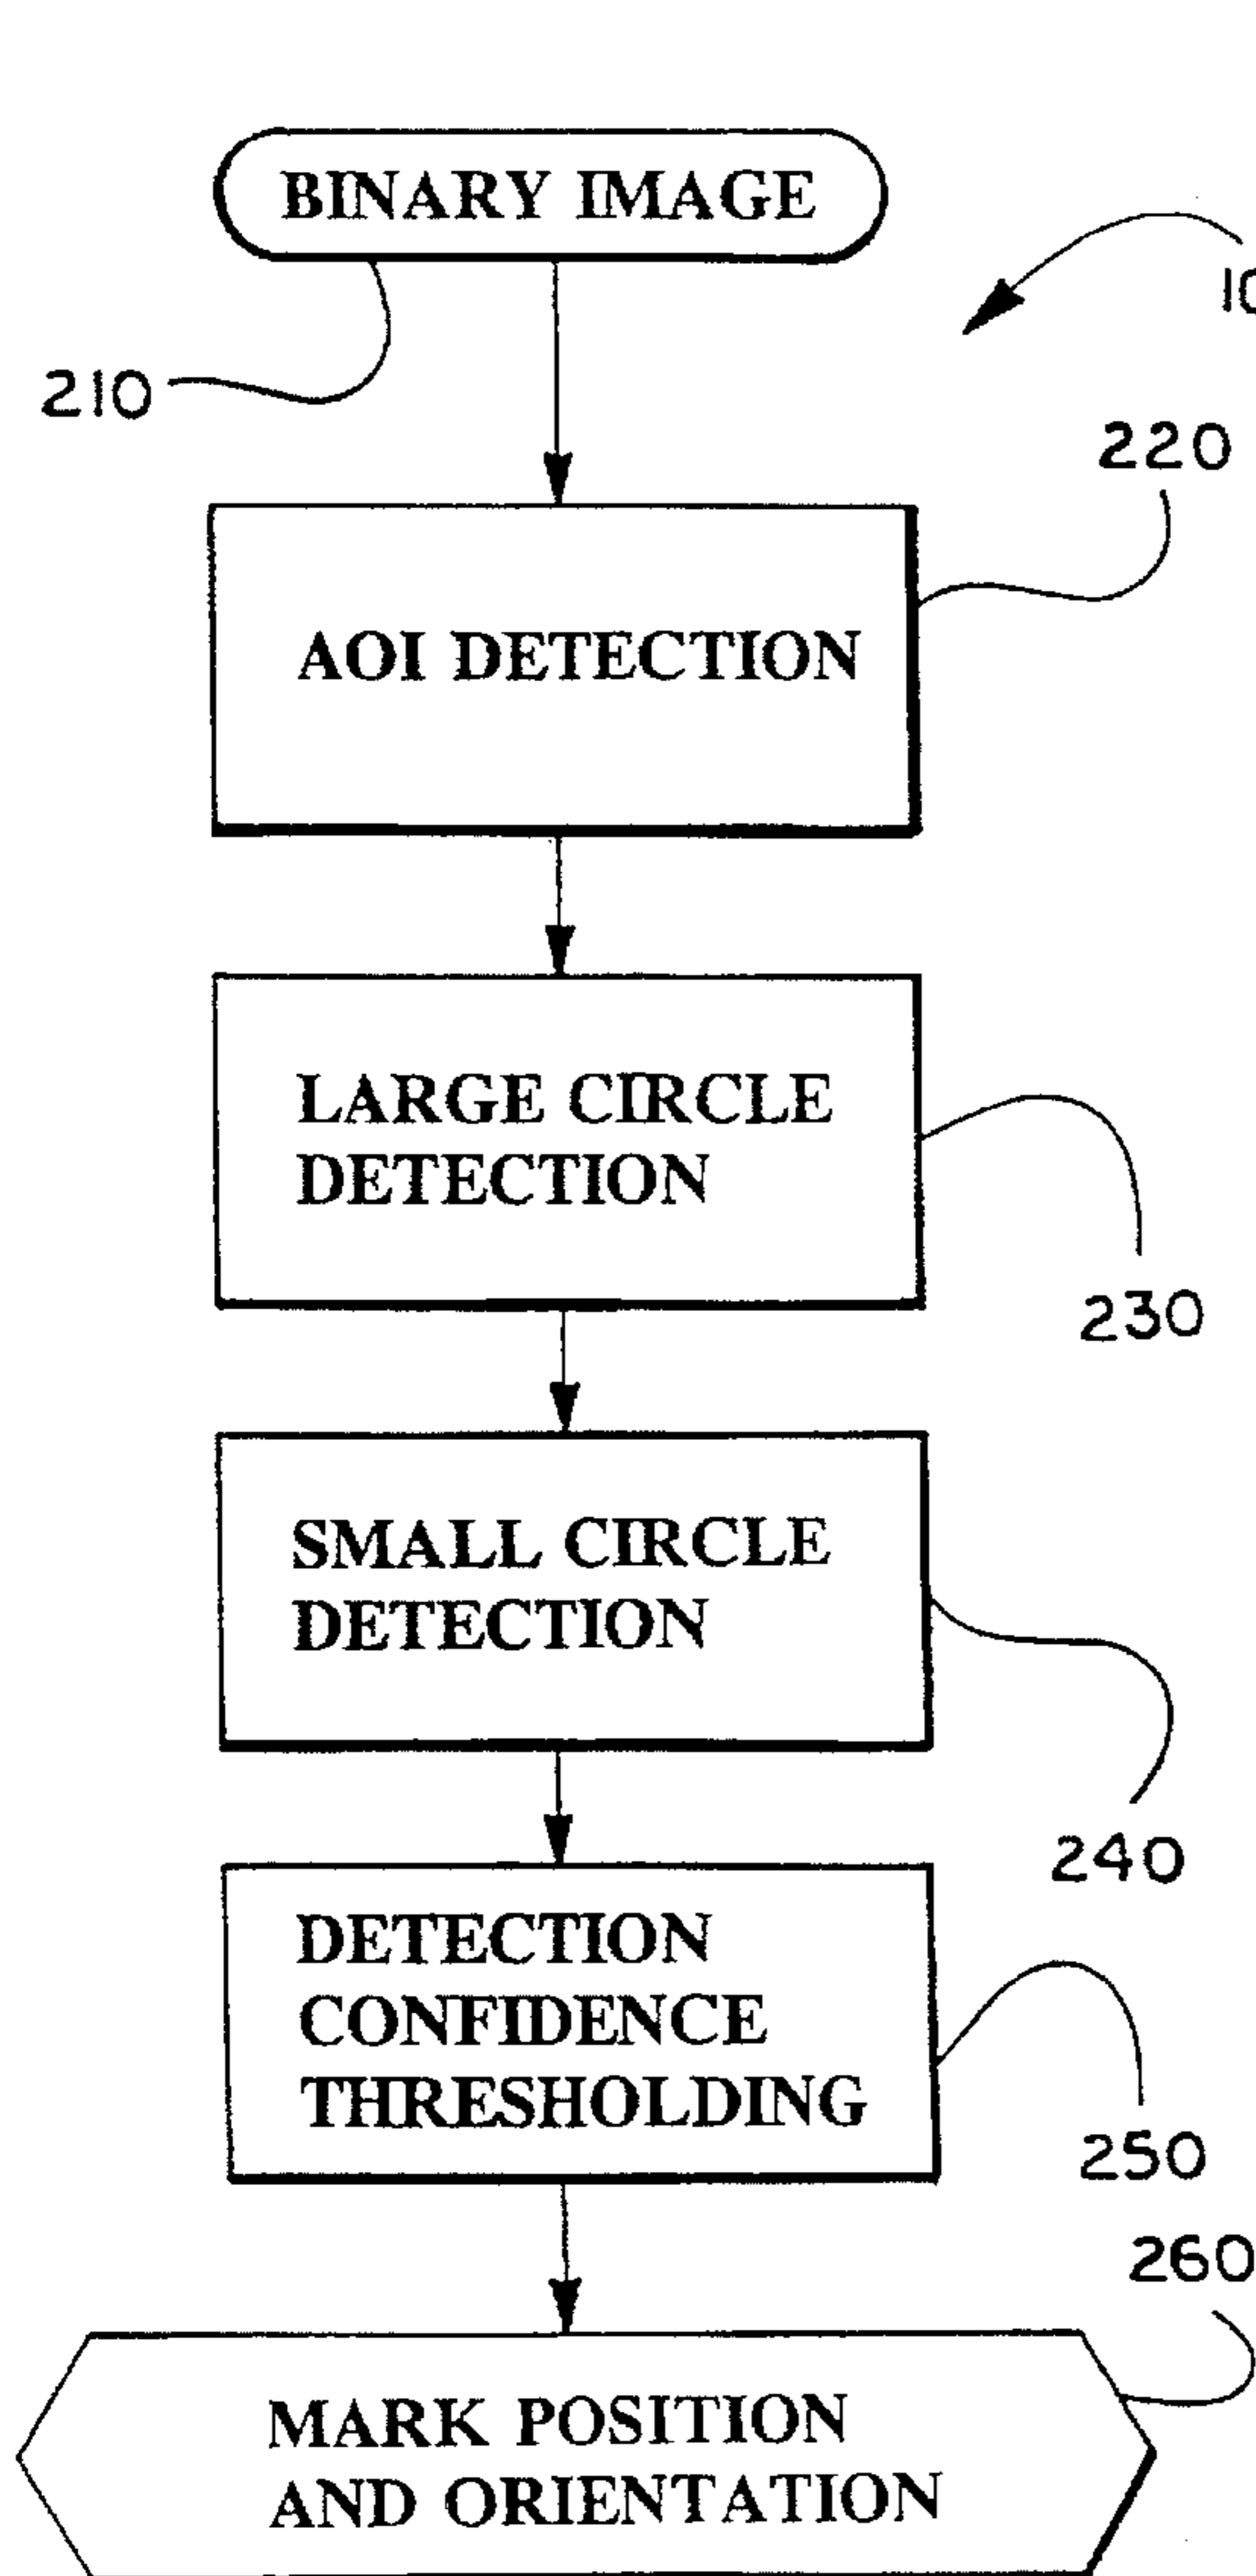 BINARY IMAGE
210
220
AOI DETECTION
LARGE CIRCLE
DETECTION
230
SMALL CIRCLE
DETECTION
240
DETECTION
CONFIDENCE
THRESHOLDING
250
260
MARK POSITION
AND ORIENTATION